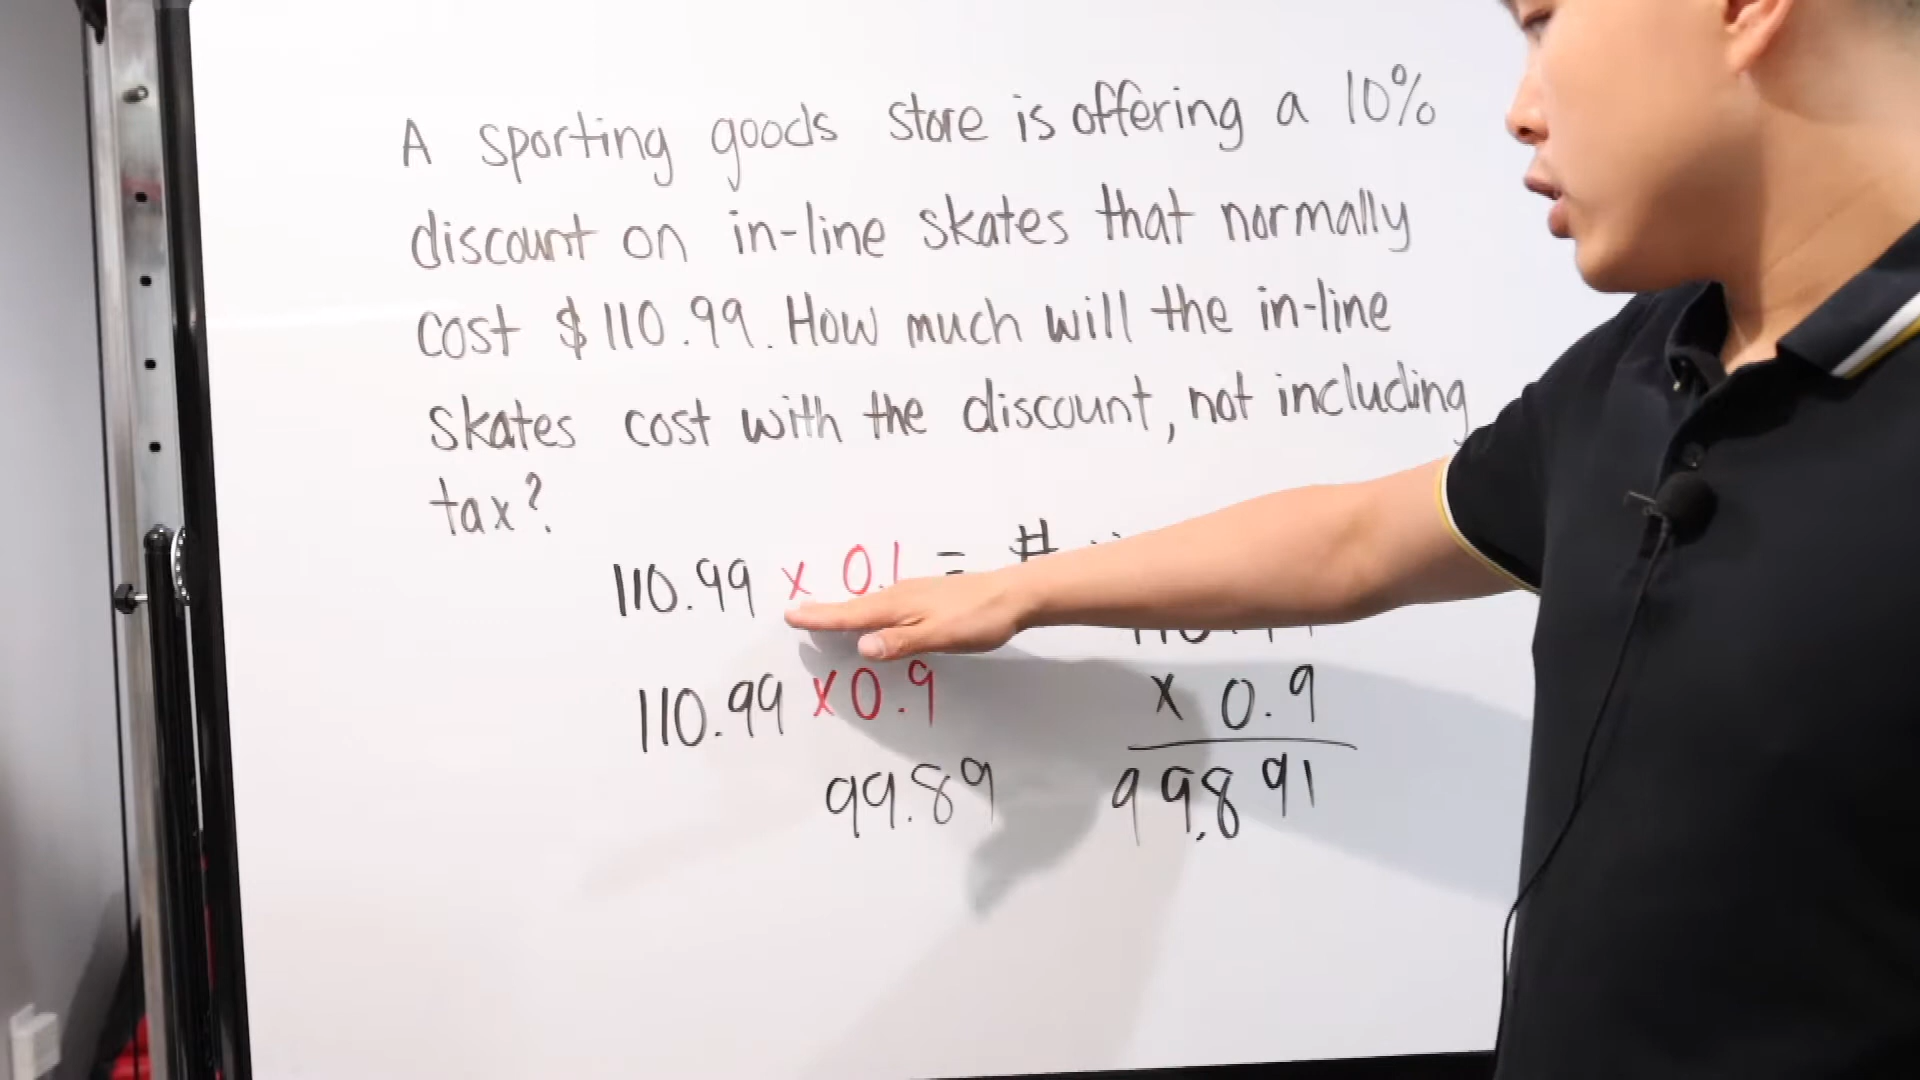 A sporting goods store is offering a 10%
discount on in-line skates that normally
cost $110.99. How much will the in-line
skates cost with the discount, not including
tax?
110.99 x 0.1 = #
110.99 x 0.9
x 0.9
99.89
99.891